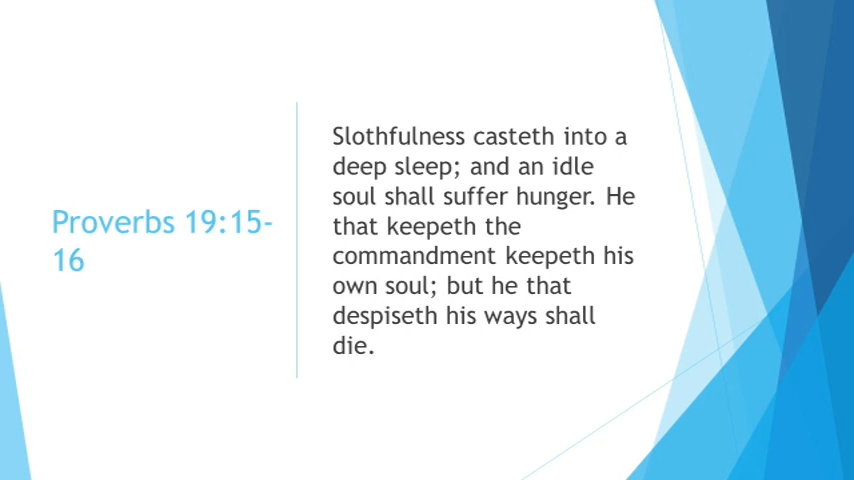 Proverbs 19:15-
16
Slothfulness casteth into a
deep sleep; and an idle
soul shall suffer hunger. He
that keepeth the
commandment keepeth his
own soul; but he that
despiseth his ways shall
die.